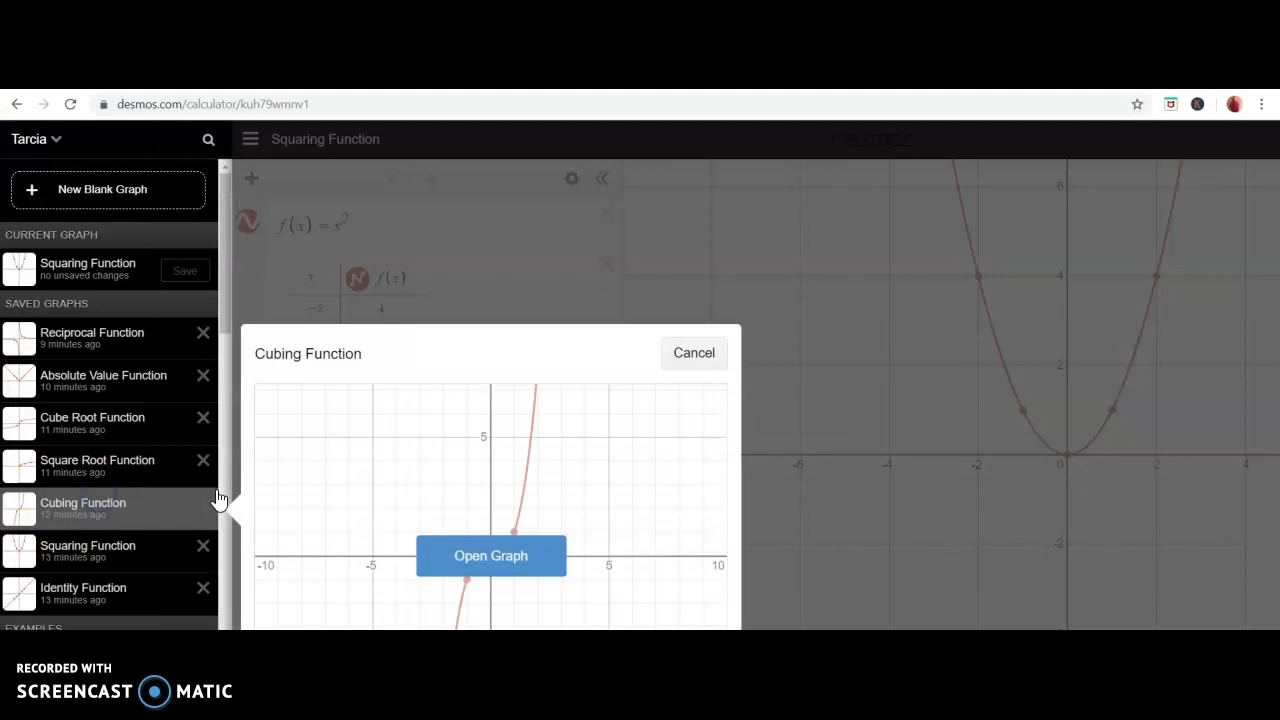 desmos.com/calculator/kuh79wmnv1
Tarcia
Squaring Function
New Blank Graph
CURRENT GRAPH
Squaring Function
no unsaved changes
Save
SAVED GRAPHS
Reciprocal Function
9 minutes ago
Absolute Value Function
10 minutes ago
Cube Root Function
11 minutes ago
Square Root Function
11 minutes ago
Cubing Function
12 minutes ago
Squaring Function
13 minutes ago
Identity Function
13 minutes ago
EXAMPLES
f(x) = x²
f(x)
−2 4
Cubing Function
Cancel
5
-10 -5 5 10
Open Graph
6
4
2
-6 -4 -2 0 2 4
-2
RECORDED WITH
SCREENCAST MATIC